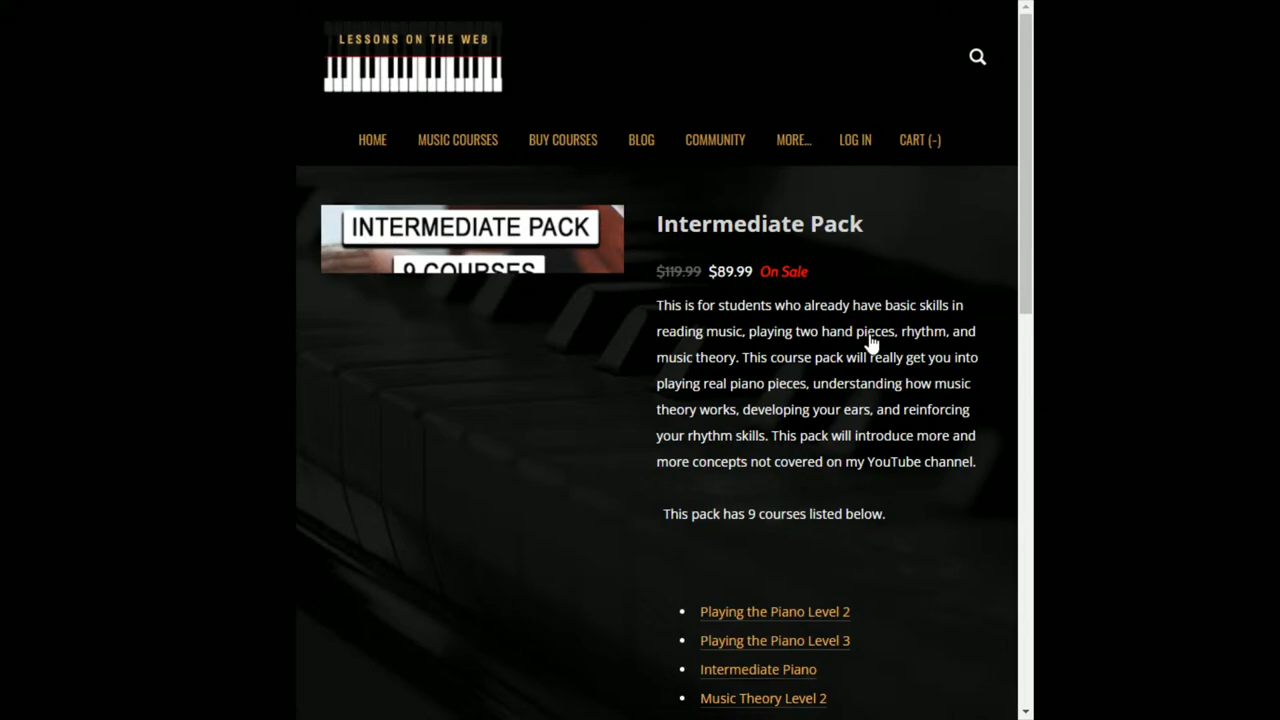 LESSONS ON THE WEB
HOME MUSIC COURSES BUY COURSES BLOG COMMUNITY MORE... LOG IN CART (-)
INTERMEDIATE PACK
9 COURSES
Intermediate Pack
$119.99 $89.99 On Sale
This is for students who already have basic skills in
reading music, playing two hand pieces, rhythm, and
music theory. This course pack will really get you into
playing real piano pieces, understanding how music
theory works, developing your ears, and reinforcing
your rhythm skills. This pack will introduce more and
more concepts not covered on my YouTube channel.
This pack has 9 courses listed below.
• Playing the Piano Level 2
• Playing the Piano Level 3
• Intermediate Piano
• Music Theory Level 2